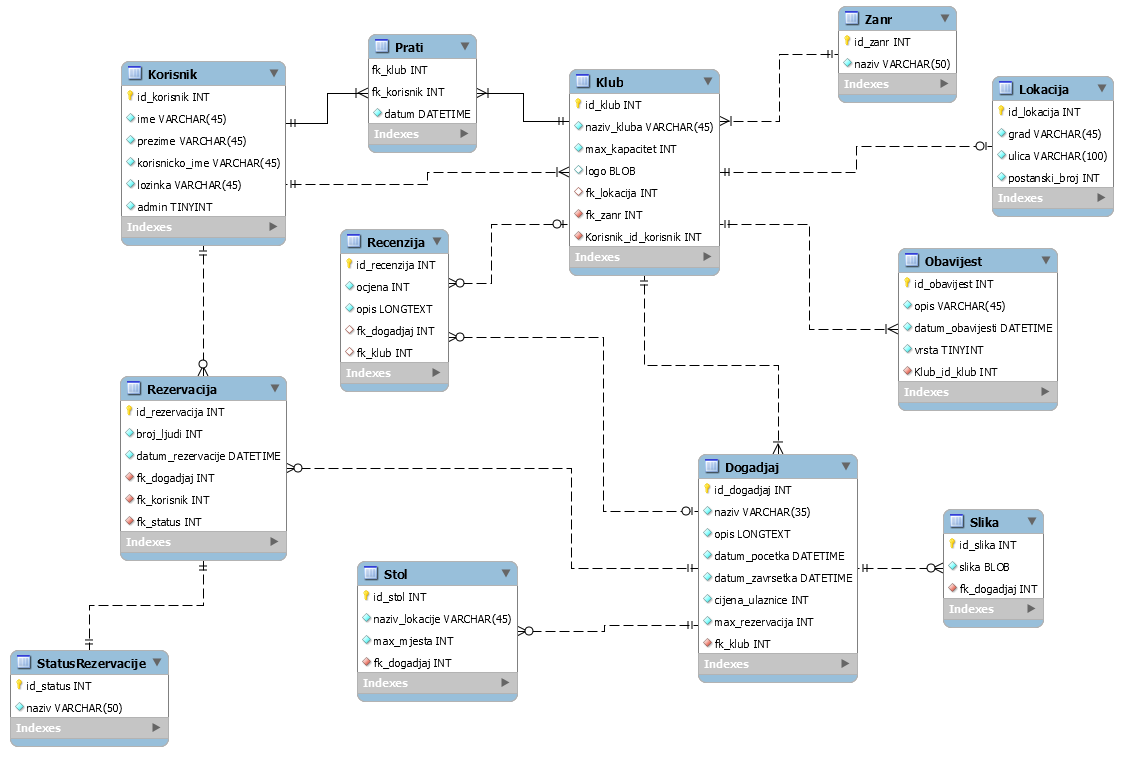 Korisnik
id_korisnik INT
ime VARCHAR(45)
prezime VARCHAR(45)
korisnicko_ime VARCHAR(45)
lozinka VARCHAR(45)
admin TINYINT
Indexes
Prati
fk_klub INT
fk_korisnik INT
datum DATETIME
Indexes
Klub
id_klub INT
naziv_kluba VARCHAR(45)
max_kapacitet INT
logo BLOB
fk_lokacija INT
fk_zanr INT
Korisnik_id_korisnik INT
Indexes
Zanr
id_zanr INT
naziv VARCHAR(50)
Indexes
Lokacija
id_lokacija INT
grad VARCHAR(45)
ulica VARCHAR(100)
postanski_broj INT
Indexes
Recenzija
id_recenzija INT
ocjena INT
opis LONGTEXT
fk_dogadjaj INT
fk_klub INT
Indexes
Obavijest
id_obavijest INT
opis VARCHAR(45)
datum_obavijesti DATETIME
vrsta TINYINT
Klub_id_klub INT
Indexes
Rezervacija
id_rezervacija INT
broj_ljudi INT
datum_rezervacije DATETIME
fk_dogadjaj INT
fk_korisnik INT
fk_status INT
Indexes
Dogadjaj
id_dogadjaj INT
naziv VARCHAR(35)
opis LONGTEXT
datum_pocetka DATETIME
datum_zavrsetka DATETIME
cijena_ulaznice INT
max_rezervacija INT
fk_klub INT
Indexes
Slika
id_slika INT
slika BLOB
fk_dogadjaj INT
Indexes
Stol
id_stol INT
naziv_lokacije VARCHAR(45)
max_mjesta INT
fk_dogadjaj INT
Indexes
StatusRezervacije
id_status INT
naziv VARCHAR(50)
Indexes